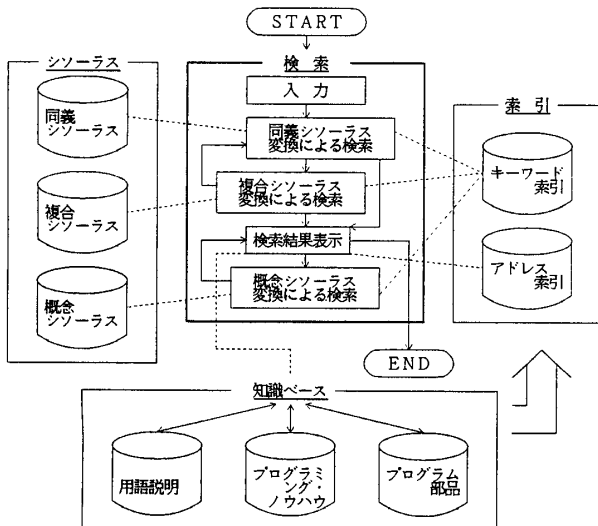 START
シソーラス
同義
シソーラス
複合
シソーラス
概念
シソーラス
検 索
入 力
同義シソーラス
変換による検索
複合シソーラス
変換による検索
検索結果表示
概念シソーラス
変換による検索
索 引
キーワード
索引
アドレス
索引
END
知識ベース
用語説明
プログラミ
ング・
ノウハウ
プログラム
部品